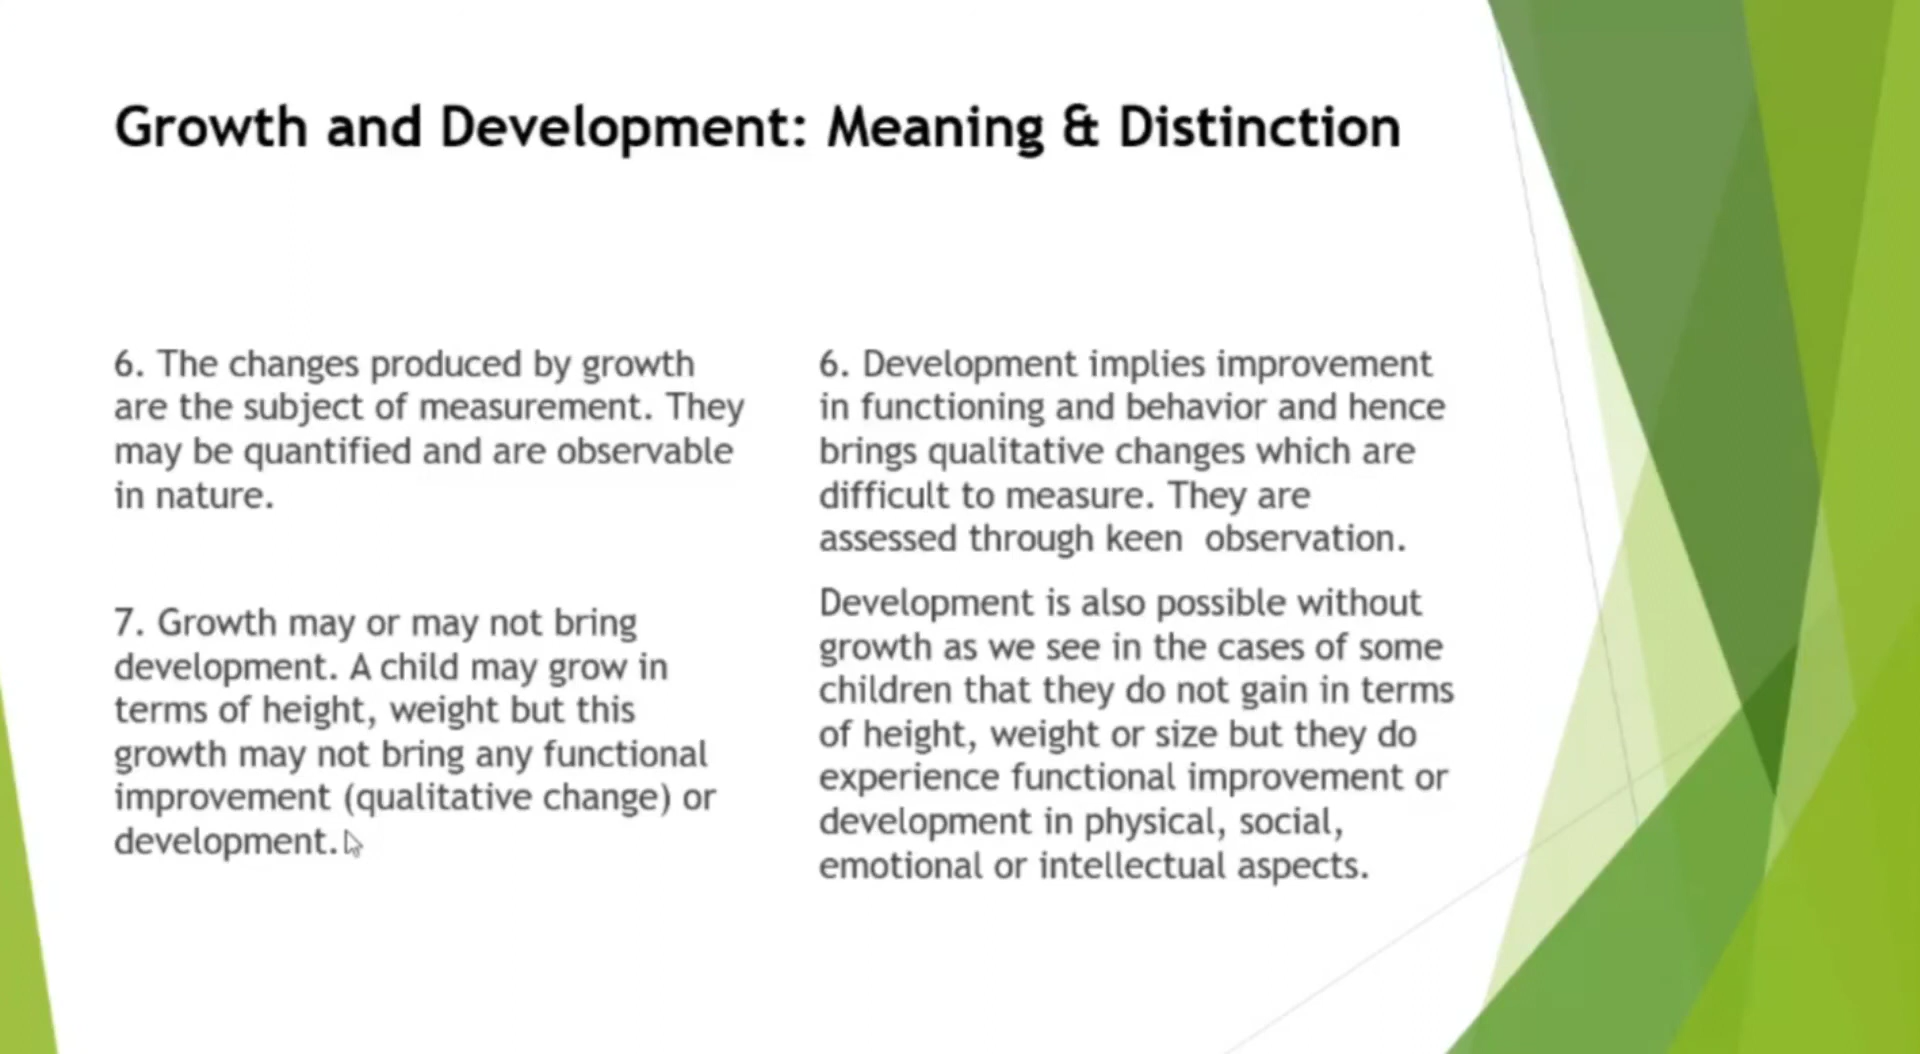 Growth and Development: Meaning & Distinction
6. The changes produced by growth
are the subject of measurement. They
may be quantified and are observable
in nature.
7. Growth may or may not bring
development. A child may grow in
terms of height, weight but this
growth may not bring any functional
improvement (qualitative change) or
development.
6. Development implies improvement
in functioning and behavior and hence
brings qualitative changes which are
difficult to measure. They are
assessed through keen  observation.
Development is also possible without
growth as we see in the cases of some
children that they do not gain in terms
of height, weight or size but they do
experience functional improvement or
development in physical, social,
emotional or intellectual aspects.